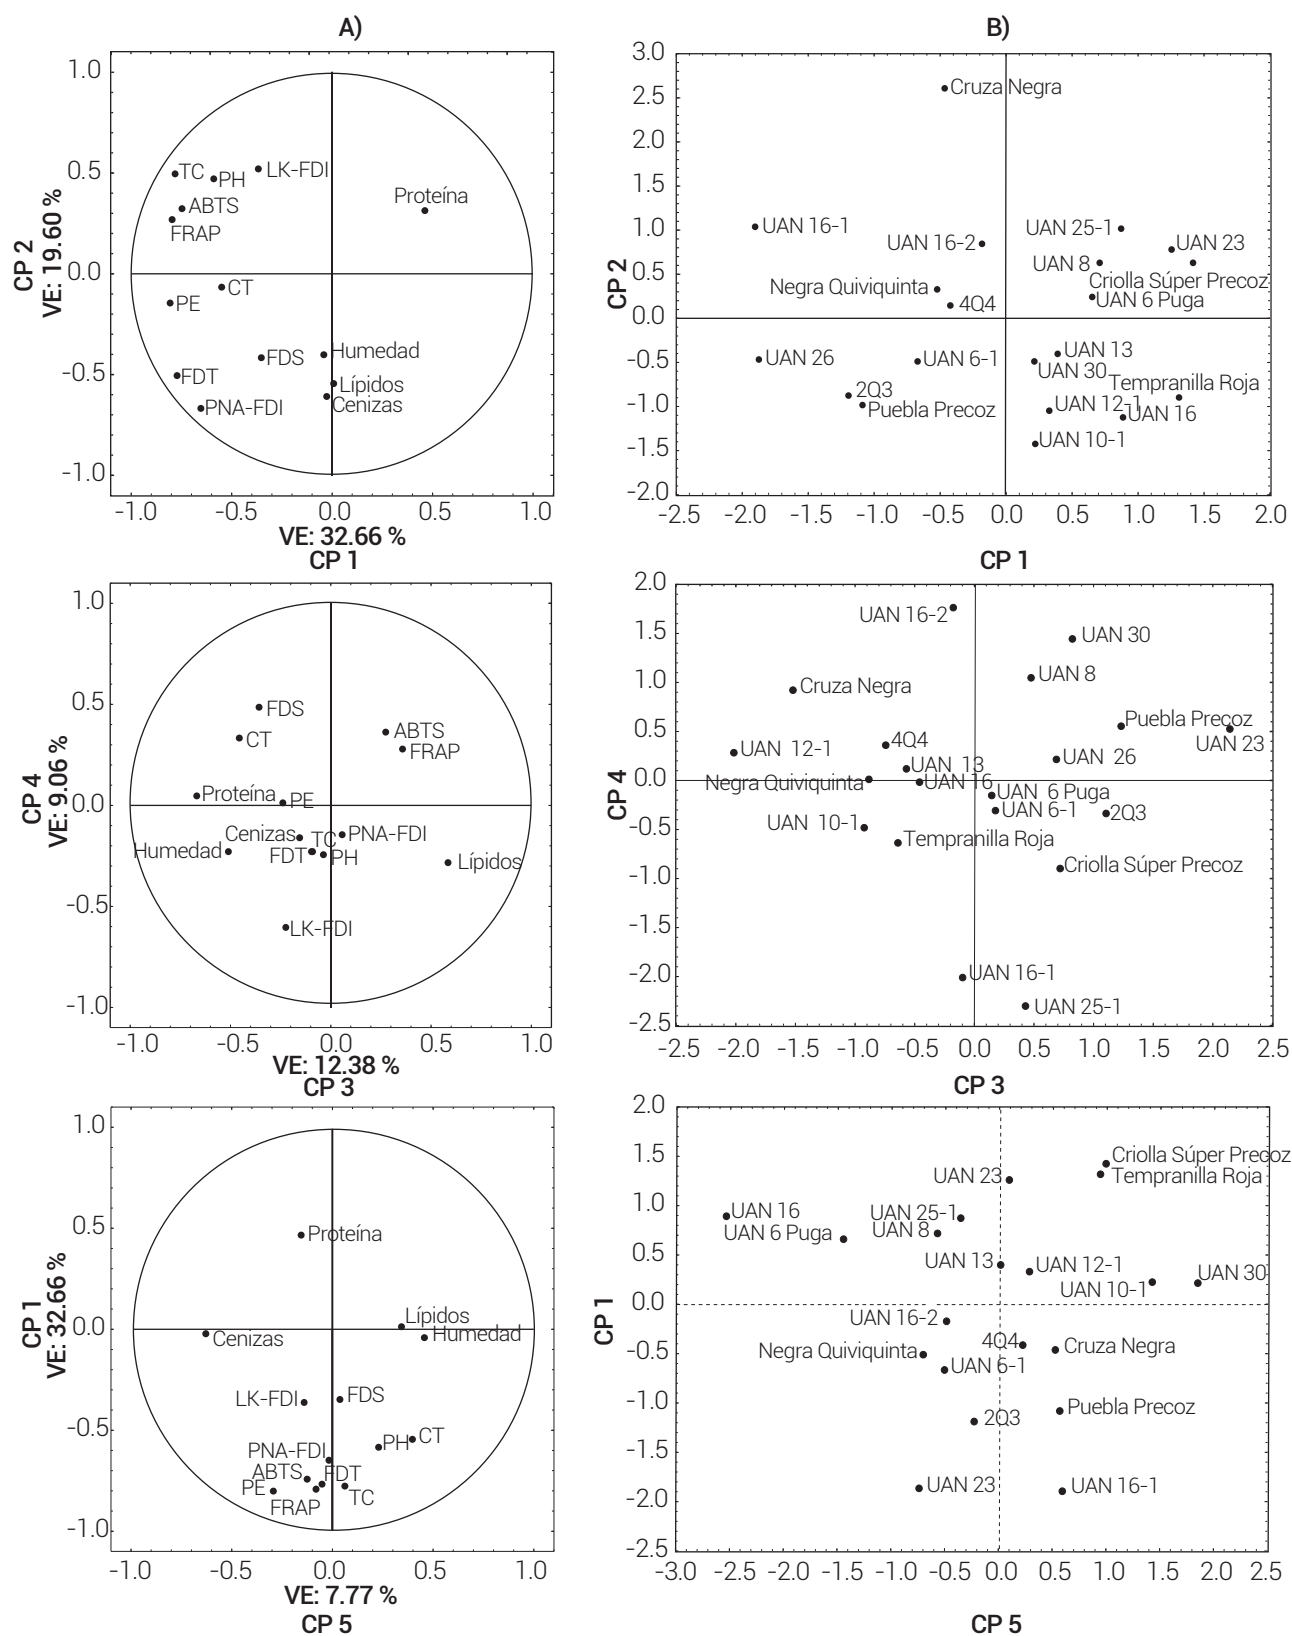 A)
1.0
0.5
0.0
-0.5
-1.0
CP 2
VE: 19.60 %
TC
PH
LK-FDI
ABTS
FRAP
Proteína
CT
PE
FDS
Humedad
FDT
Lípidos
PNA-FDI
Cenizas
-1.0 -0.5 0.0 0.5 1.0
VE: 32.66 %
CP 1
B)
3.0
2.5
2.0
1.5
1.0
0.5
0.0
-0.5
-1.0
-1.5
-2.0
CP 2
Cruza Negra
UAN 16-1
UAN 16-2
UAN 25-1
UAN 23
UAN 8
Criolla Súper Precoz
Negra Quiviquinta
4Q4
UAN 6 Puga
UAN 26
UAN 6-1
UAN 13
UAN 30
Tempranilla Roja
2Q3
Puebla Precoz
UAN 12-1
UAN 16
UAN 10-1
-2.5 -2.0 -1.5 -1.0 -0.5 0.0 0.5 1.0 1.5 2.0
CP 1
1.0
0.5
0.0
-0.5
-1.0
CP 4
VE: 9.06 %
FDS
CT
ABTS
FRAP
Proteína
PE
Cenizas
TC
PNA-FDI
Humedad
FDT
PH
Lípidos
LK-FDI
-1.0 -0.5 0.0 0.5 1.0
VE: 12.38 %
CP 3
2.0
1.5
1.0
0.5
0.0
-0.5
-1.0
-1.5
-2.0
-2.5
CP 4
UAN 16-2
UAN 30
UAN 8
Cruza Negra
Puebla Precoz
UAN 23
4Q4
UAN 12-1
UAN 26
UAN 13
Negra Quiviquinta
UAN 16
UAN 6 Puga
UAN 6-1
2Q3
UAN 10-1
Tempranilla Roja
Criolla Súper Precoz
UAN 16-1
UAN 25-1
-2.5 -2.0 -1.5 -1.0 -0.5 0.0 0.5 1.0 1.5 2.0 2.5
CP 3
1.0
0.5
0.0
-0.5
-1.0
CP 1
VE: 32.66 %
Proteína
Lípidos
Humedad
Cenizas
LK-FDI
FDS
PH
CT
PNA-FDI
ABTS
FDT
PE
FRAP
TC
-1.0 -0.5 0.0 0.5 1.0
VE: 7.77 %
CP 5
2.0
1.5
1.0
0.5
0.0
-0.5
-1.0
-1.5
-2.0
-2.5
CP 1
Criolla Súper Precoz
UAN 23
Tempranilla Roja
UAN 16
UAN 25-1
UAN 6 Puga
UAN 8
UAN 13
UAN 12-1
UAN 10-1
UAN 30
UAN 16-2
4Q4
Cruza Negra
Negra Quiviquinta
UAN 6-1
2Q3
Puebla Precoz
UAN 23
UAN 16-1
-3.0 -2.5 -2.0 -1.5 -1.0 -0.5 0.0 0.5 1.0 1.5 2.0 2.5
CP 5